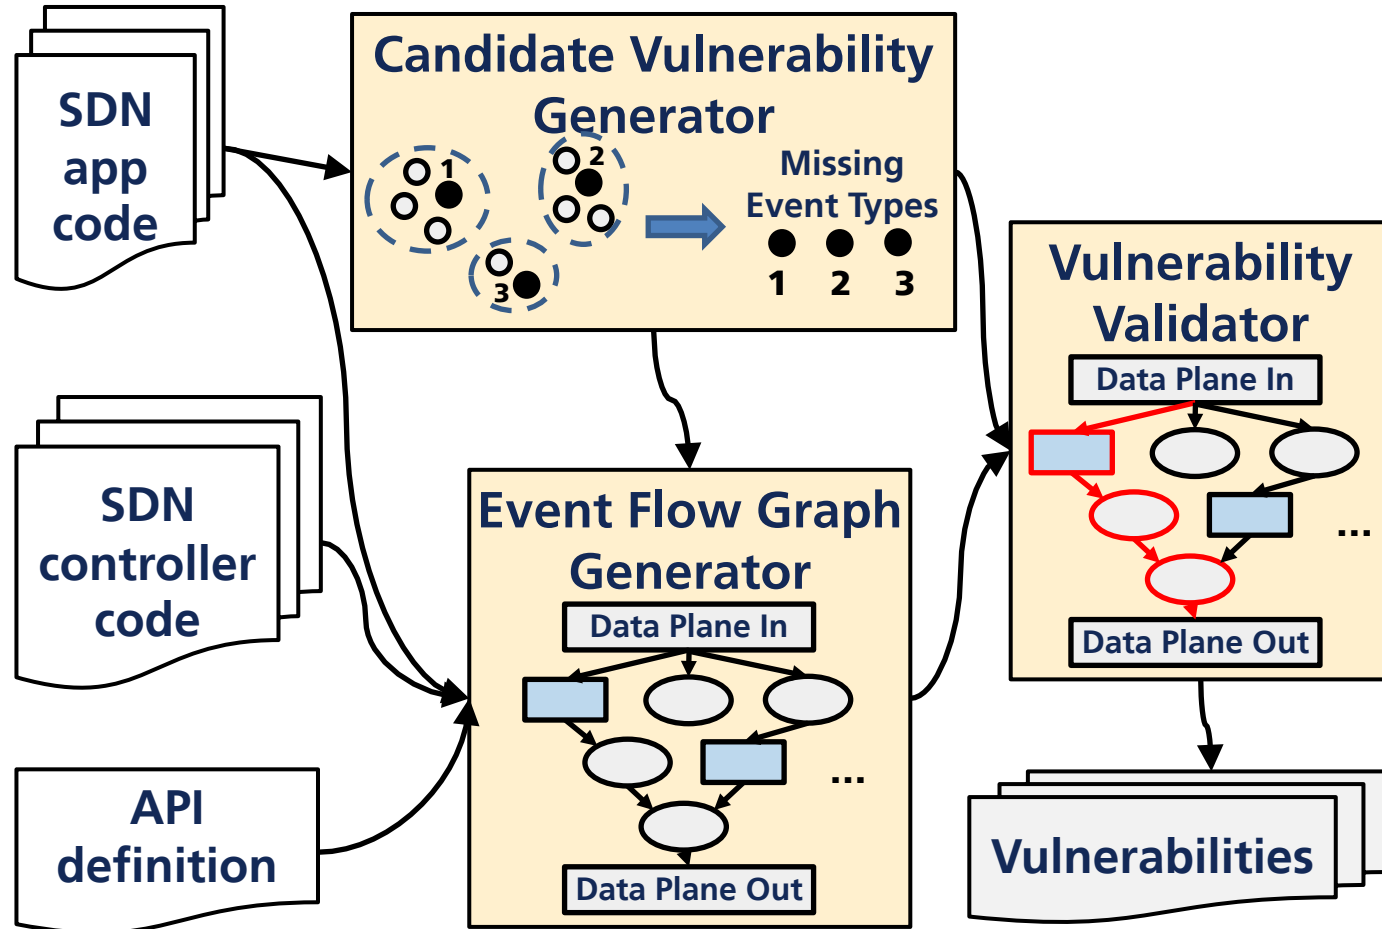 SDN
app
code
Candidate Vulnerability
Generator
1
2
3
Missing
Event Types
1 2 3
SDN
controller
code
API
definition
Event Flow Graph
Generator
Data Plane In
...
Data Plane Out
Vulnerability
Validator
Data Plane In
...
Data Plane Out
Vulnerabilities